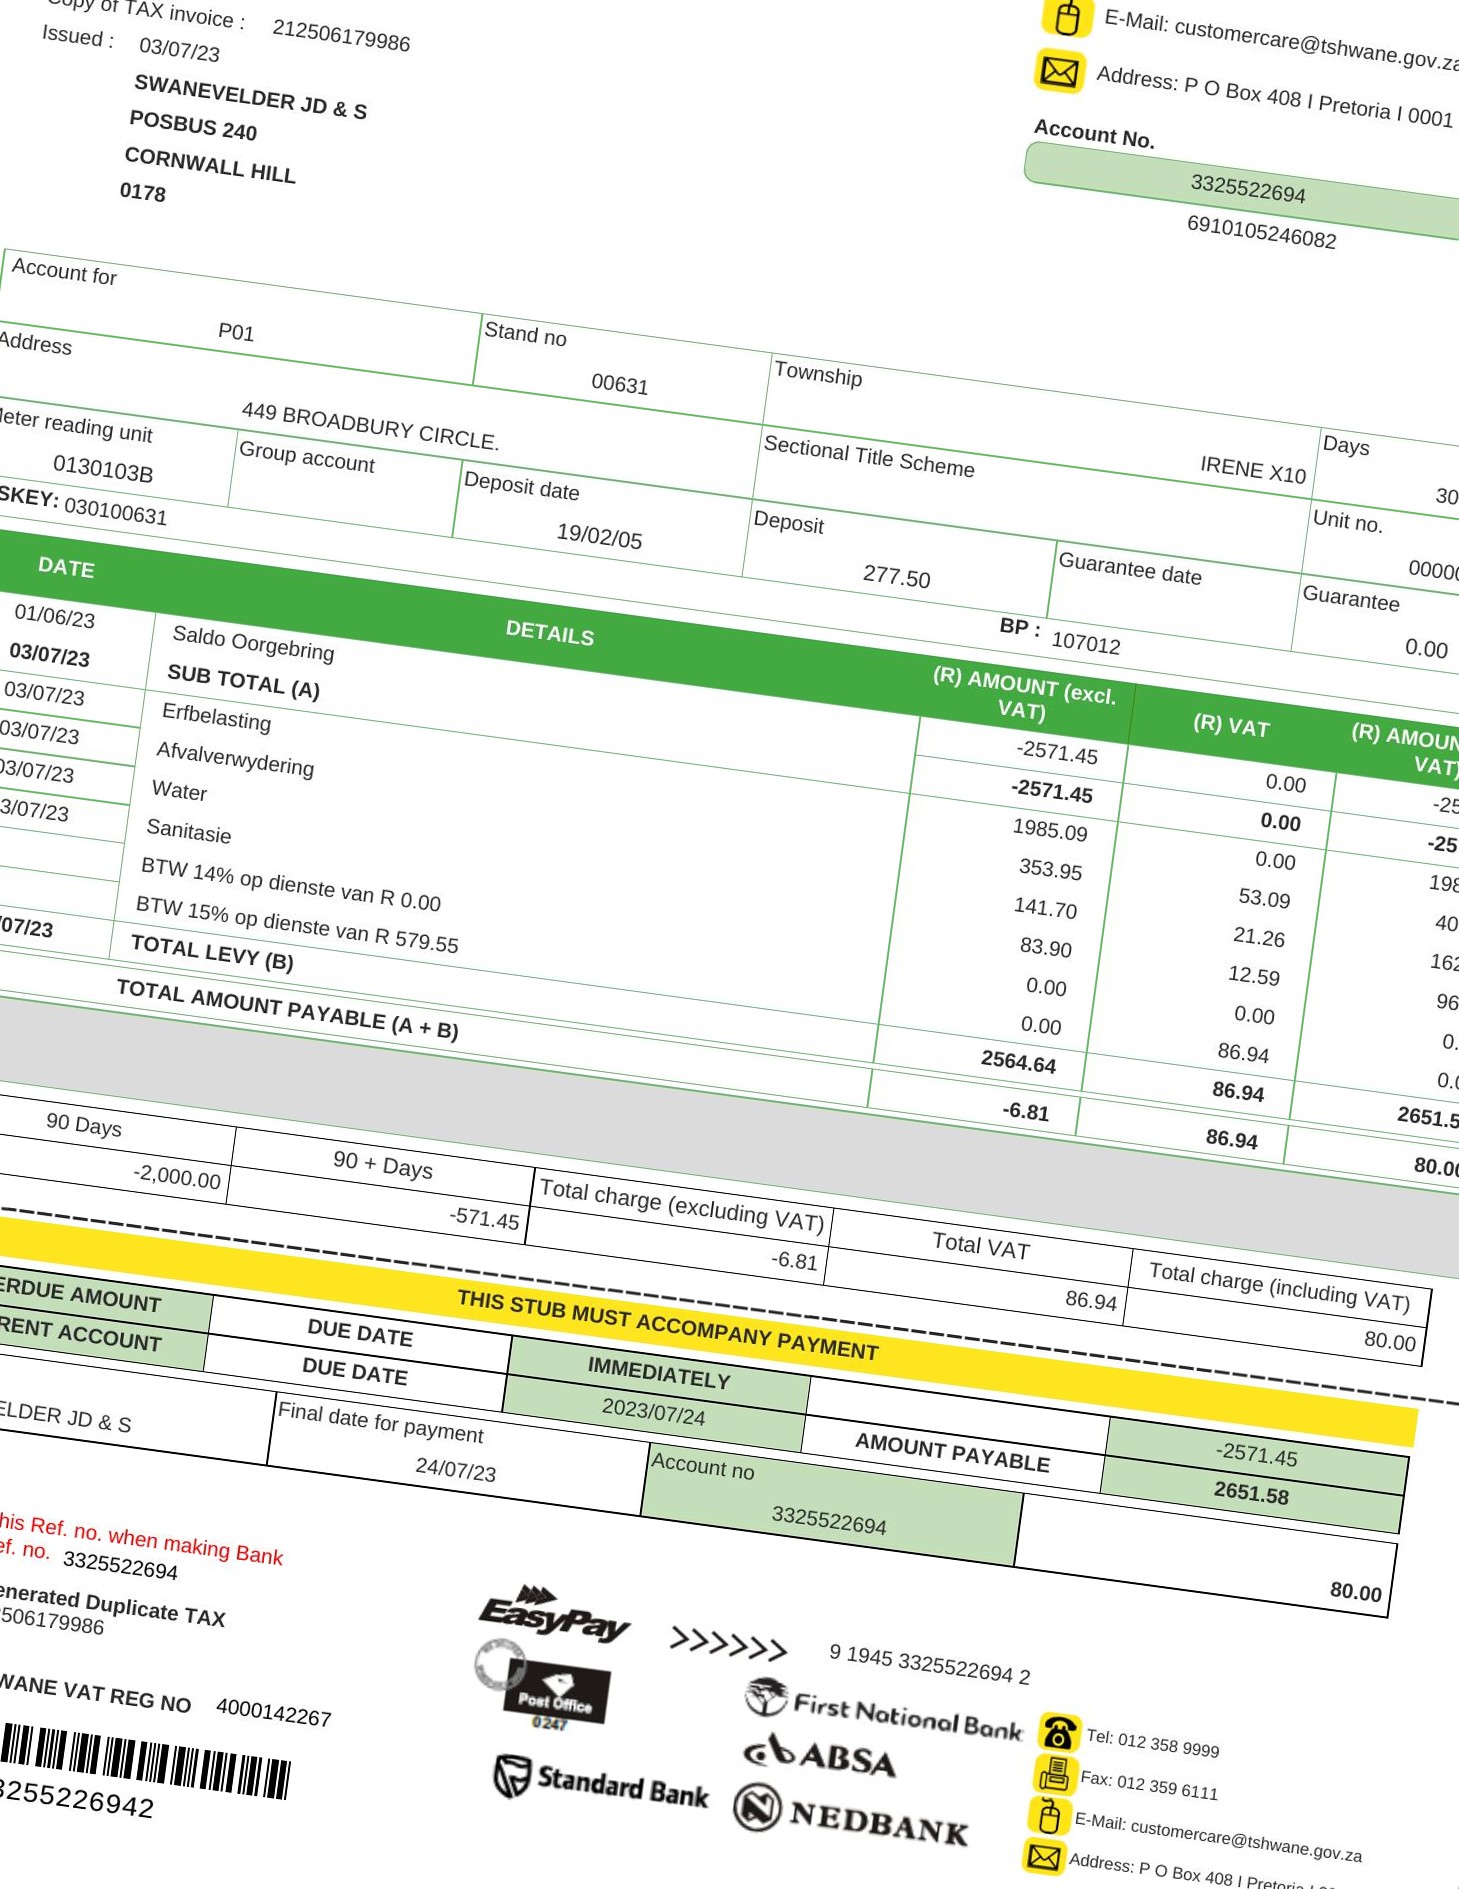 Copy of TAX invoice : 212506179986
Issued : 03/07/23
SWANEVELDER JD & S
POSBUS 240
CORNWALL HILL
0178
E-Mail: customercare@tshwane.gov.za
Address: P O Box 408 I Pretoria I 0001
Account No.
3325522694
6910105246082
Account for
P01
Stand no
00631
Township
IRENE X10
Days
30
Address
449 BROADBURY CIRCLE.
Sectional Title Scheme
Unit no.
0000
Meter reading unit
0130103B
Group account
Deposit date
19/02/05
Deposit
277.50
Guarantee date
Guarantee
0.00
SKEY: 030100631
BP : 107012
DATE DETAILS (R) AMOUNT (excl. VAT) (R) VAT (R) AMOUN VAT)
01/06/23 Saldo Oorgebring -2571.45 0.00 -25
03/07/23 SUB TOTAL (A) -2571.45 0.00 -25
03/07/23 Erfbelasting 1985.09 0.00 198
03/07/23 Afvalverwydering 353.95 53.09 40
03/07/23 Water 141.70 21.26 162
3/07/23 Sanitasie 83.90 12.59 96
BTW 14% op dienste van R 0.00 0.00 0.00 0.
BTW 15% op dienste van R 579.55 0.00 86.94 0.0
/07/23 TOTAL LEVY (B) 2564.64 86.94 2651.5
TOTAL AMOUNT PAYABLE (A + B) -6.81 86.94 80.00
90 Days 90 + Days Total charge (excluding VAT) Total VAT Total charge (including VAT)
-2,000.00 -571.45 -6.81 86.94 80.00
THIS STUB MUST ACCOMPANY PAYMENT
ERDUE AMOUNT DUE DATE IMMEDIATELY -2571.45
RENT ACCOUNT DUE DATE 2023/07/24 AMOUNT PAYABLE 2651.58
ELDER JD & S
Final date for payment
24/07/23
Account no
3325522694
80.00
his Ref. no. when making Bank
ef. no. 3325522694
enerated Duplicate TAX
506179986
WANE VAT REG NO 4000142267
3255226942
EasyPay >>>>>> 9 1945 3325522694 2
Post Office
0247
First National Bank
ABSA
Standard Bank
NEDBANK
Tel: 012 358 9999
Fax: 012 359 6111
E-Mail: customercare@tshwane.gov.za
Address: P O Box 408 I Pretoria I